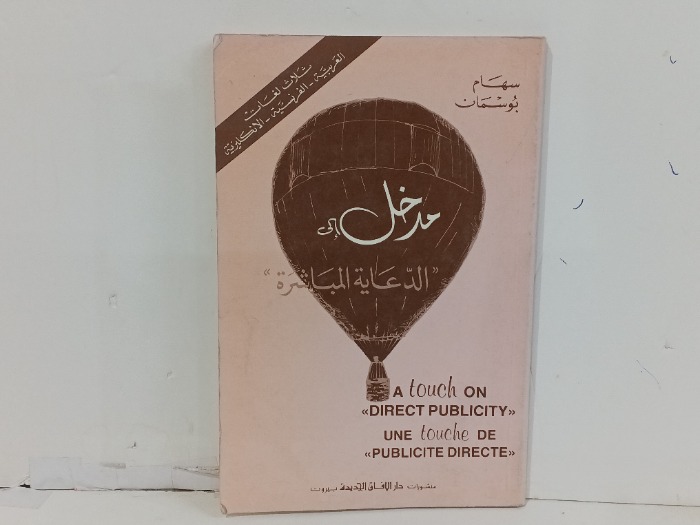 ثلاث لغات
العربية - الفرنسية - الانكليزية
سهام
بوسمان
مدخل إلى
"الدعاية المباشرة"
A touch ON
«DIRECT PUBLICITY»
UNE touche DE
«PUBLICITE DIRECTE»
منشورات دار الآفاق الجديدة بيروت